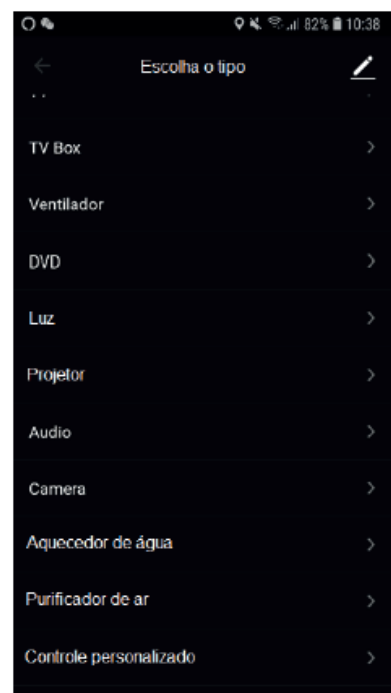 82% 10:38
Escolha o tipo
TV Box
Ventilador
DVD
Luz
Projetor
Audio
Camera
Aquecedor de água
Purificador de ar
Controle personalizado